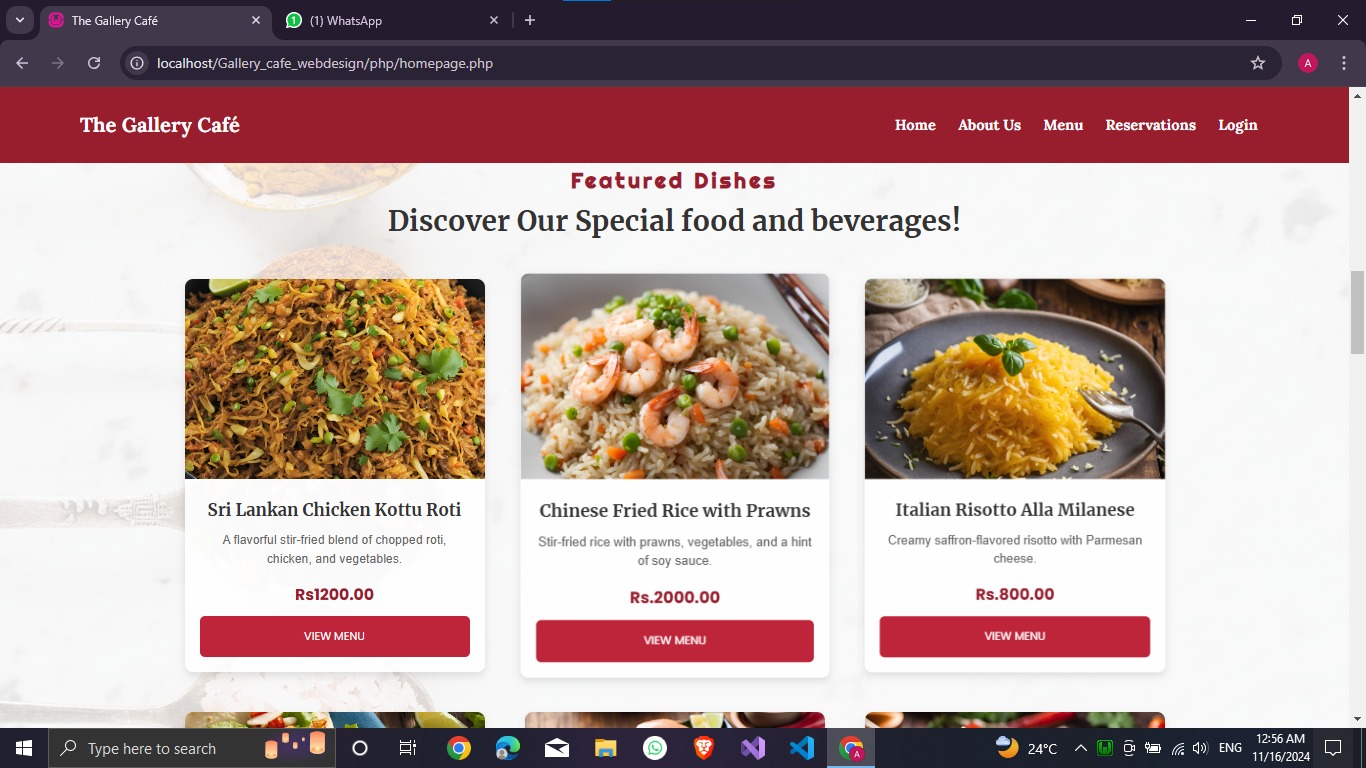 The Gallery Café
(1) WhatsApp
localhost/Gallery_cafe_webdesign/php/homepage.php
A
The Gallery Café
Home About Us Menu Reservations Login
Featured Dishes
Discover Our Special food and beverages!
Sri Lankan Chicken Kottu Roti
A flavorful stir-fried blend of chopped roti,
chicken, and vegetables.
Rs1200.00
VIEW MENU
Chinese Fried Rice with Prawns
Stir-fried rice with prawns, vegetables, and a hint
of soy sauce.
Rs.2000.00
VIEW MENU
Italian Risotto Alla Milanese
Creamy saffron-flavored risotto with Parmesan
cheese.
Rs.800.00
VIEW MENU
Type here to search
24°C
ENG
12:56 AM
11/16/2024